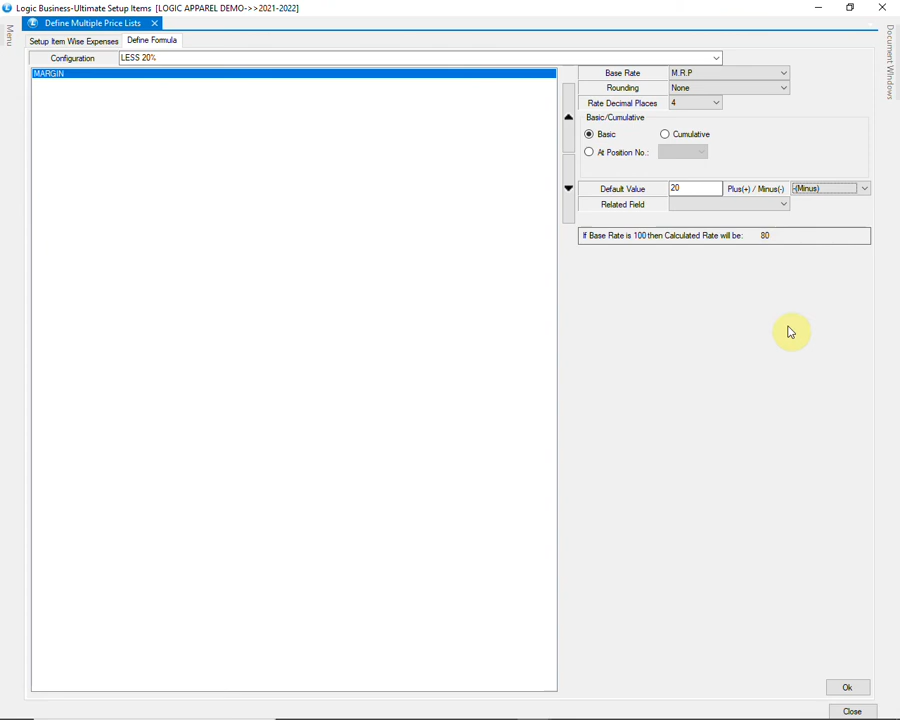 Logic Business-Ultimate Setup Items [LOGIC APPAREL DEMO->>2021-2022]
Menu
Define Multiple Price Lists
Document Windows
Setup Item Wise Expenses
Define Formula
Configuration
LESS 20%
MARGIN
Base Rate
M.R.P
Rounding
None
Rate Decimal Places
4
Basic/Cumulative
Basic
Cumulative
At Position No.:
Default Value
20
Plus(+) / Minus(-)
-(Minus)
Related Field
If Base Rate is 100 then Calculated Rate will be: 80
Ok
Close